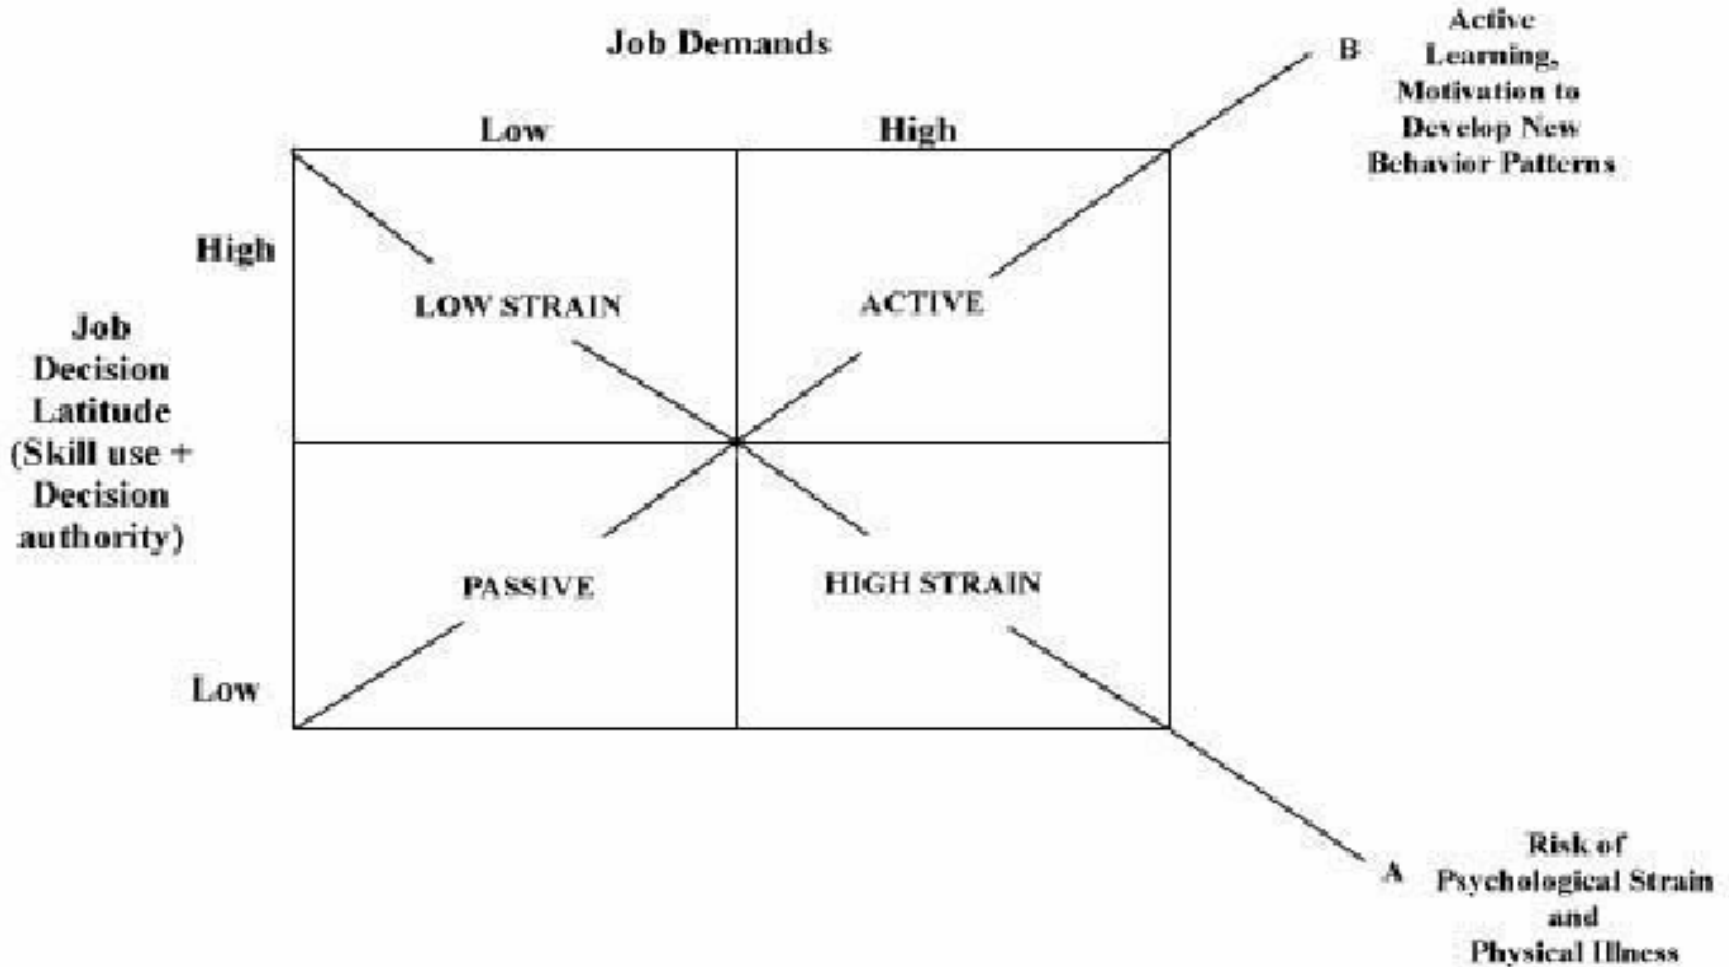 Job Demands
Low
High
B
Active
Learning,
Motivation to
Develop New
Behavior Patterns
High
LOW STRAIN
ACTIVE
Job
Decision
Latitude
(Skill use +
Decision
authority)
PASSIVE
HIGH STRAIN
Low
A
Risk of
Psychological Strain
and
Physical Illness